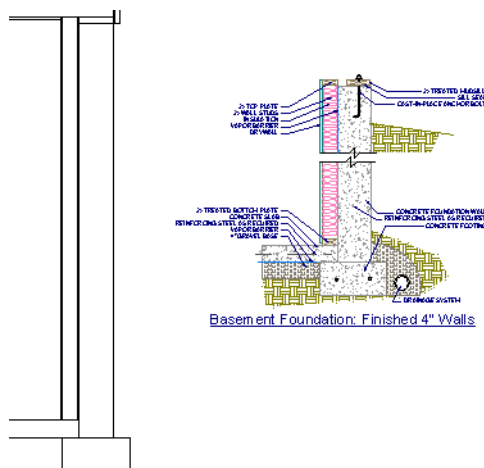 2x TOP PLATE
2x WALL STUDS
INSULATION
VAPOR BARRIER
DRYWALL
2x TREATED MUDSILL
SILL SEAL
CAST-IN-PLACE ANCHOR BOLT
2x TREATED BOTTOM PLATE
CONCRETE SLAB
REINFORCING STEEL AS REQUIRED
VAPOR BARRIER
4" GRAVEL BASE
CONCRETE FOUNDATION WALL
REINFORCING STEEL AS REQUIRED
CONCRETE FOOTING
DRAINAGE SYSTEM
Basement Foundation: Finished 4" Walls